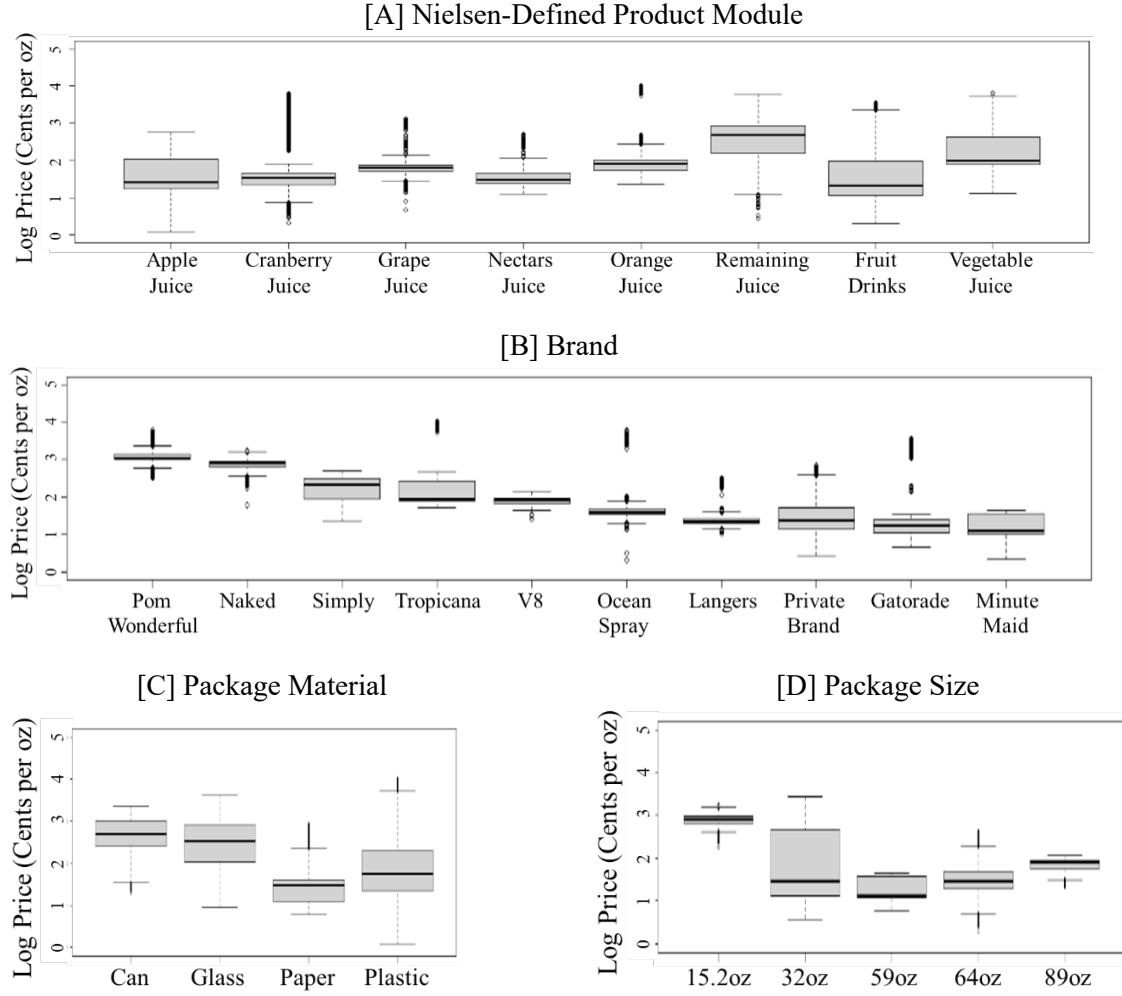 [A] Nielsen-Defined Product Module
Log Price (Cents per oz)
5
4
3
2
1
0
Apple Juice
Cranberry Juice
Grape Juice
Nectars Juice
Orange Juice
Remaining Juice
Fruit Drinks
Vegetable Juice
[B] Brand
Log Price (Cents per oz)
5
4
3
2
1
0
Pom Wonderful
Naked
Simply
Tropicana
V8
Ocean Spray
Langers
Private Brand
Gatorade
Minute Maid
[C] Package Material
Log Price (Cents per oz)
5
4
3
2
1
0
Can
Glass
Paper
Plastic
[D] Package Size
Log Price (Cents per oz)
5
4
3
2
1
0
15.2oz
32oz
59oz
64oz
89oz